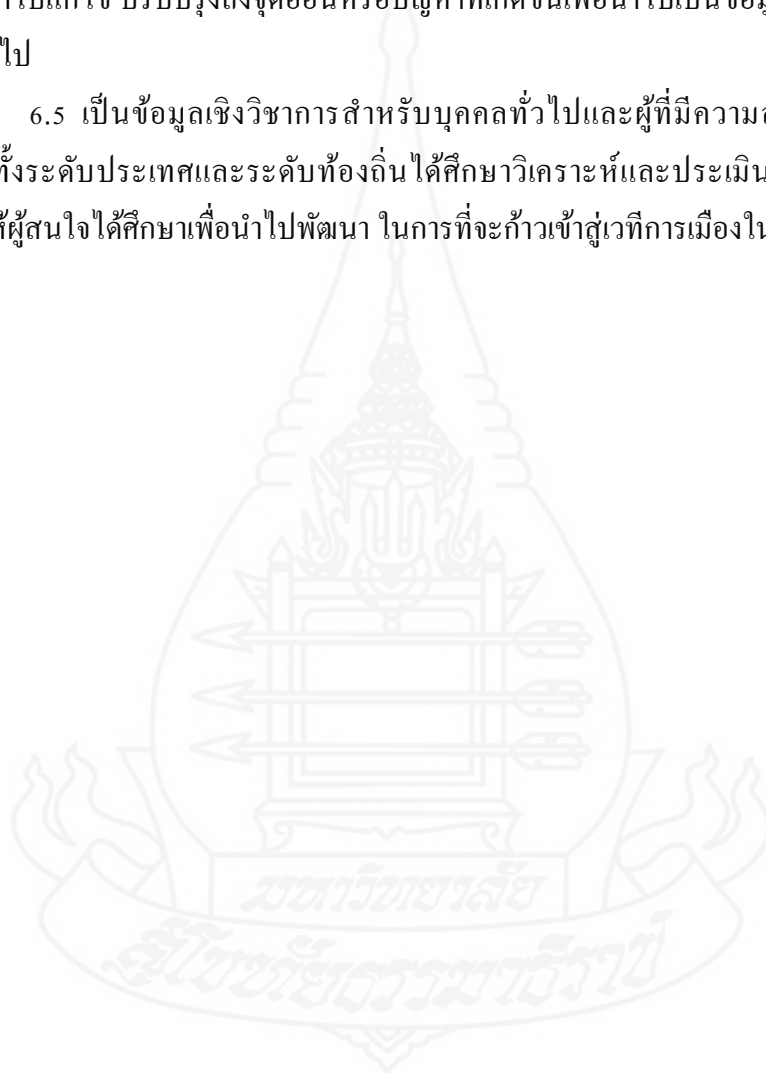 ไป
6.5 เป็นข้อมูลเชิงวิชาการสำหรับบุคคลทั่วไปและผู้ที่มีความ
ทั้งระดับประเทศและระดับท้องถิ่นได้ศึกษาวิเคราะห์และประเมิน
ผู้สนใจได้ศึกษาเพื่อนำไปพัฒนา ในการที่จะก้าวเข้าสู่เวทีการเมืองใน
มหาวิทยาลัย
สุโขทัยธรรมาธิราช